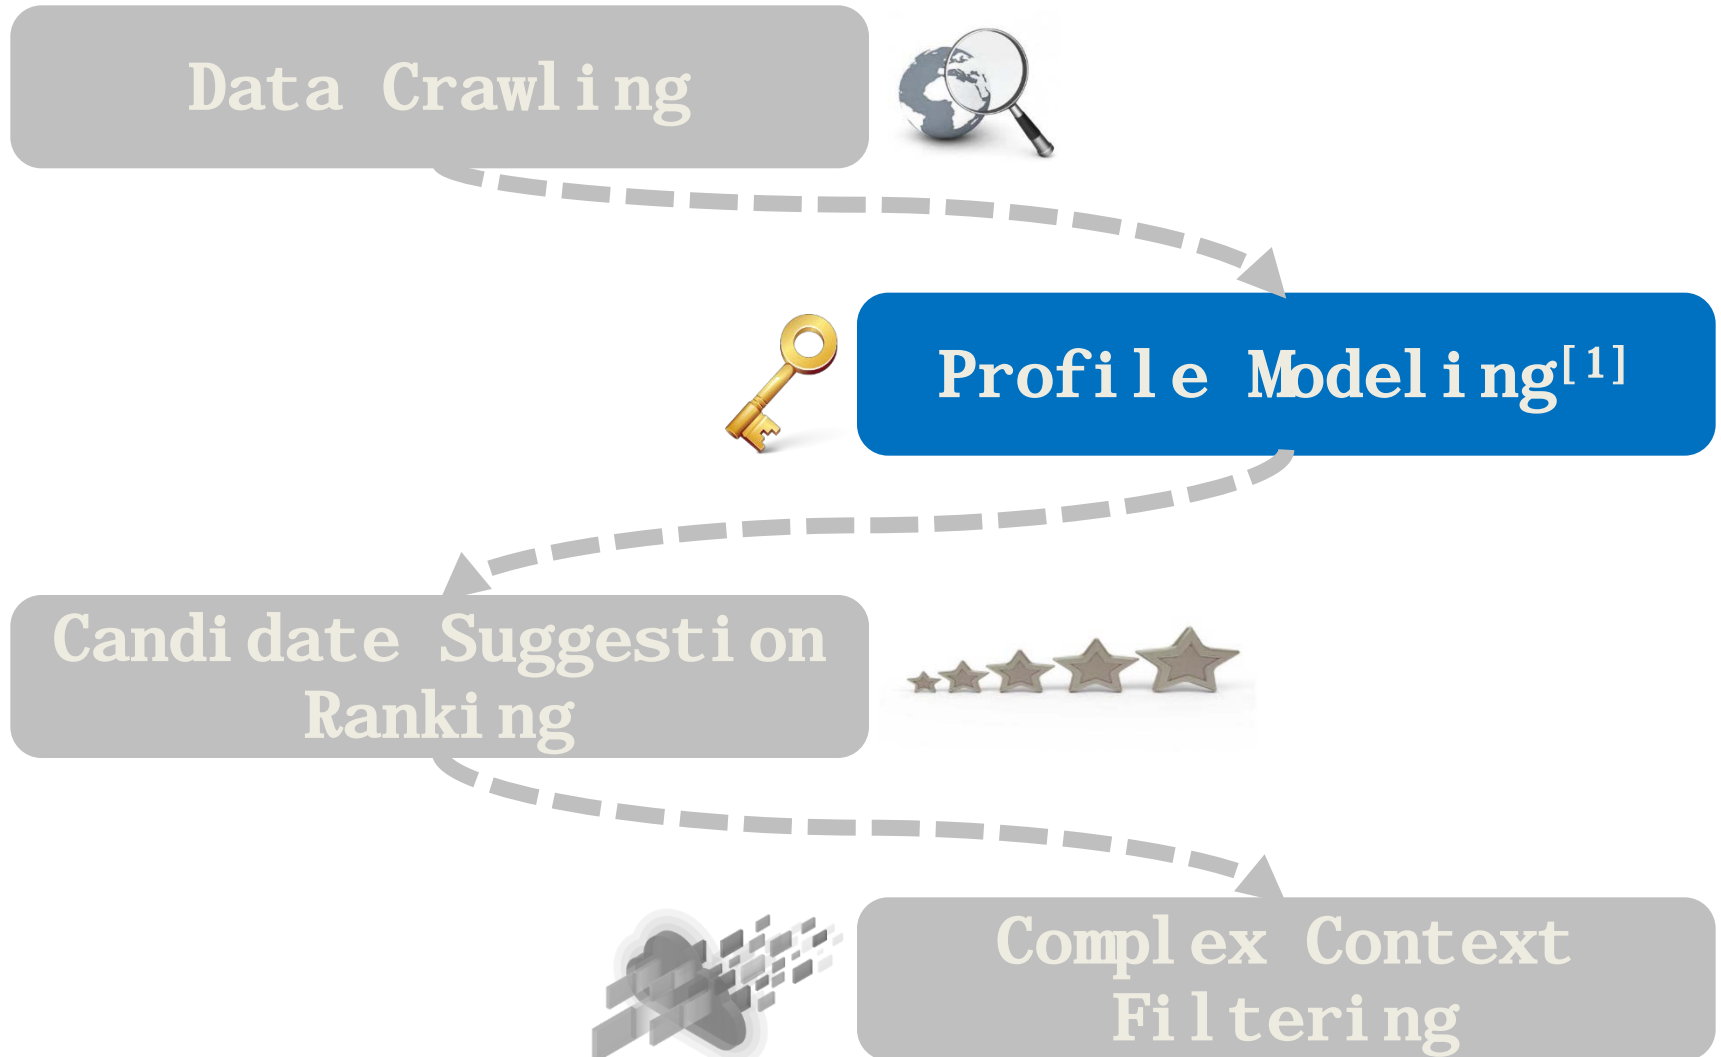 Data Crawling
Profile Modeling[1]
Candidate Suggestion
Ranking
Complex Context
Filtering